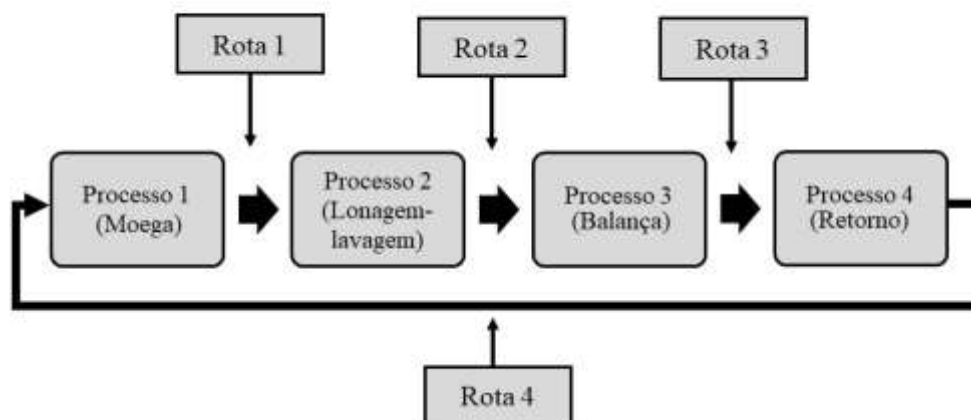 Rota 1
Rota 2
Rota 3
Processo 1
(Moega)
Processo 2
(Lonagem-
lavagem)
Processo 3
(Balança)
Processo 4
(Retorno)
Rota 4